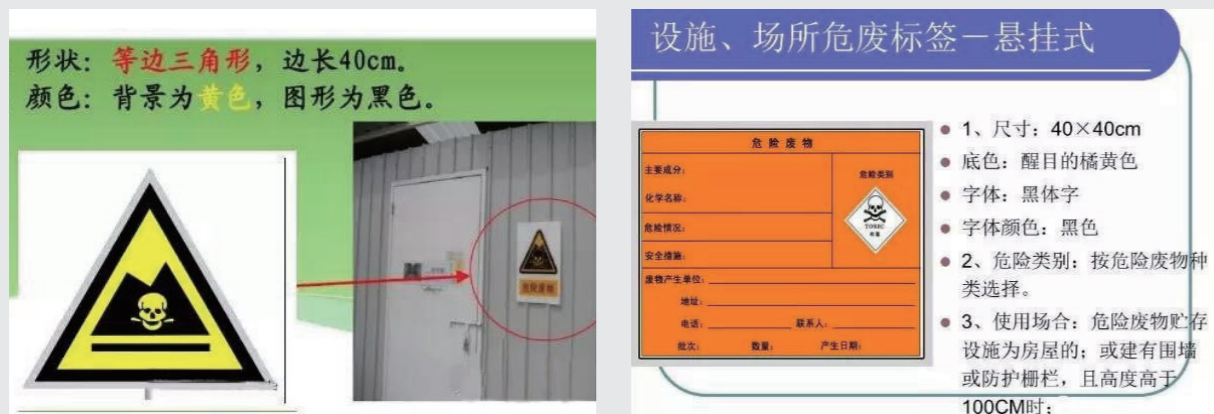 形状：等边三角形，边长40cm。
颜色：背景为黄色，图形为黑色。
危险废物
设施、场所危废标签－悬挂式
危险废物
主要成分：
化学名称：
危险情况：
安全措施：
危险类别
TOXIC
有毒
废物产生单位：
地址：
电话： 联系人：
批次： 数量： 产生日期：
1、尺寸：40×40cm
底色：醒目的橘黄色
字体：黑体字
字体颜色：黑色
2、危险类别：按危险废物种
类选择。
3、使用场合：危险废物贮存
设施为房屋的；或建有围墙
或防护栅栏，且高度高于
100CM时；